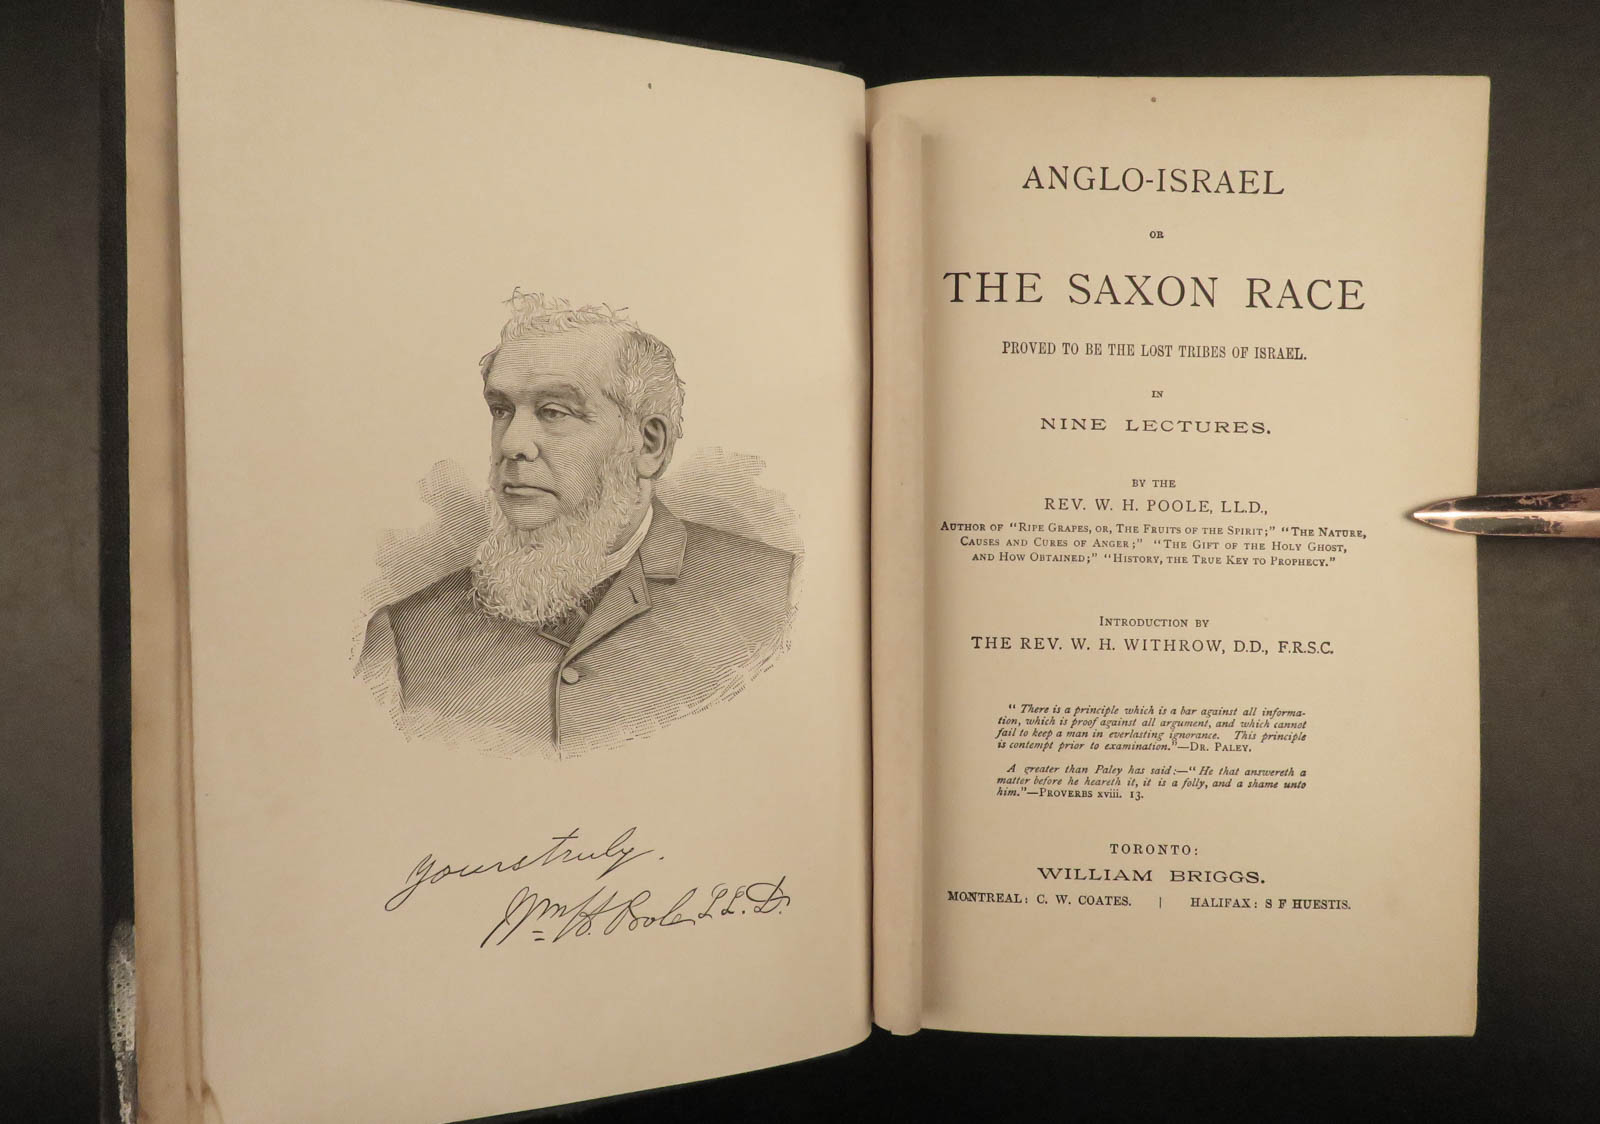 Yours truly.
Wm H. Poole, LL.D.
ANGLO-ISRAEL
OR
THE SAXON RACE
PROVED TO BE THE LOST TRIBES OF ISRAEL.
IN
NINE LECTURES.
BY THE
REV. W. H. POOLE, LL.D.,
AUTHOR OF "RIPE GRAPES, OR, THE FRUITS OF THE SPIRIT;" "THE NATURE,
CAUSES AND CURES OF ANGER;" "THE GIFT OF THE HOLY GHOST,
AND HOW OBTAINED;" "HISTORY, THE TRUE KEY TO PROPHECY."
INTRODUCTION BY
THE REV. W. H. WITHROW, D.D., F.R.S.C.
"There is a principle which is a bar against all informa-
tion, which is proof against all argument, and which cannot
fail to keep a man in everlasting ignorance. This principle
is contempt prior to examination."—DR. PALEY.
A greater than Paley has said:—"He that answereth a
matter before he heareth it, it is a folly, and a shame unto
him."—PROVERBS xviii. 13.
TORONTO:
WILLIAM BRIGGS.
MONTREAL: C. W. COATES. | HALIFAX: S F HUESTIS.